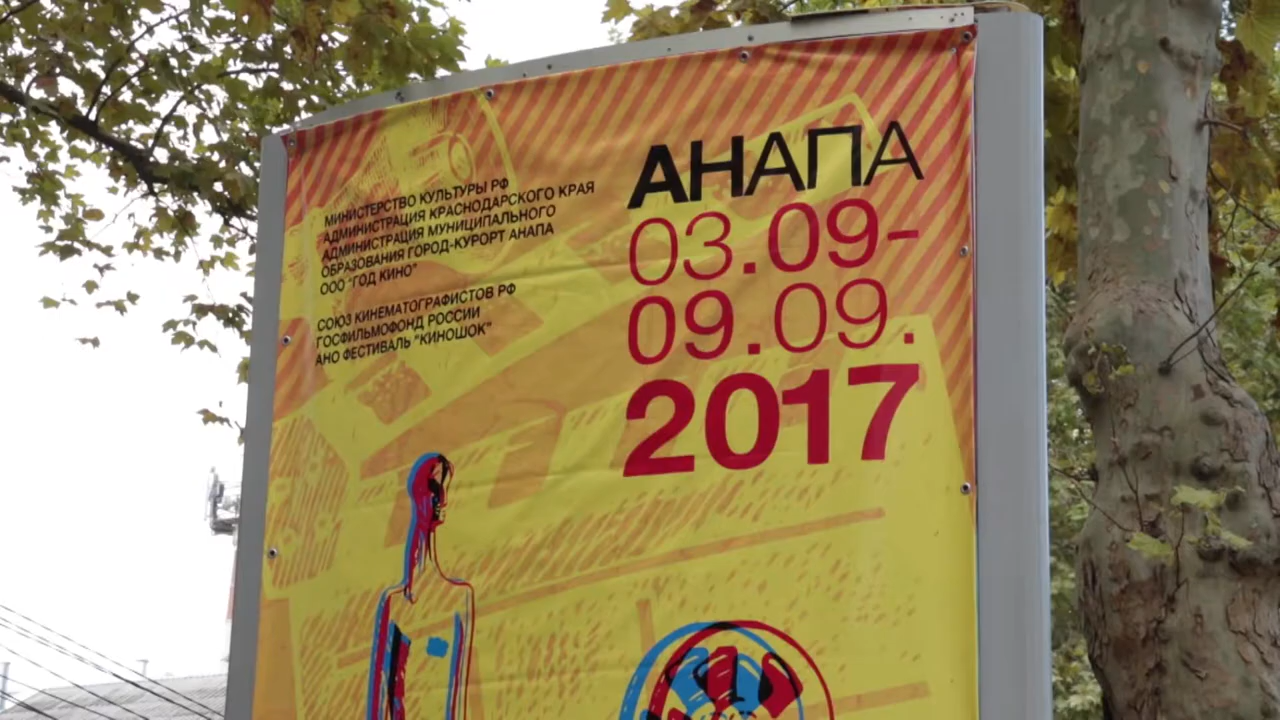 МИНИСТЕРСТВО КУЛЬТУРЫ РФ
АДМИНИСТРАЦИЯ КРАСНОДАРСКОГО КРАЯ
АДМИНИСТРАЦИЯ МУНИЦИПАЛЬНОГО
ОБРАЗОВАНИЯ ГОРОД-КУРОРТ АНАПА
ООО "ГОД КИНО"
СОЮЗ КИНЕМАТОГРАФИСТОВ РФ
ГОСФИЛЬМОФОНД РОССИИ
АНО ФЕСТИВАЛЬ "КИНОШОК"
АНАПА
03.09-
09.09.
2017